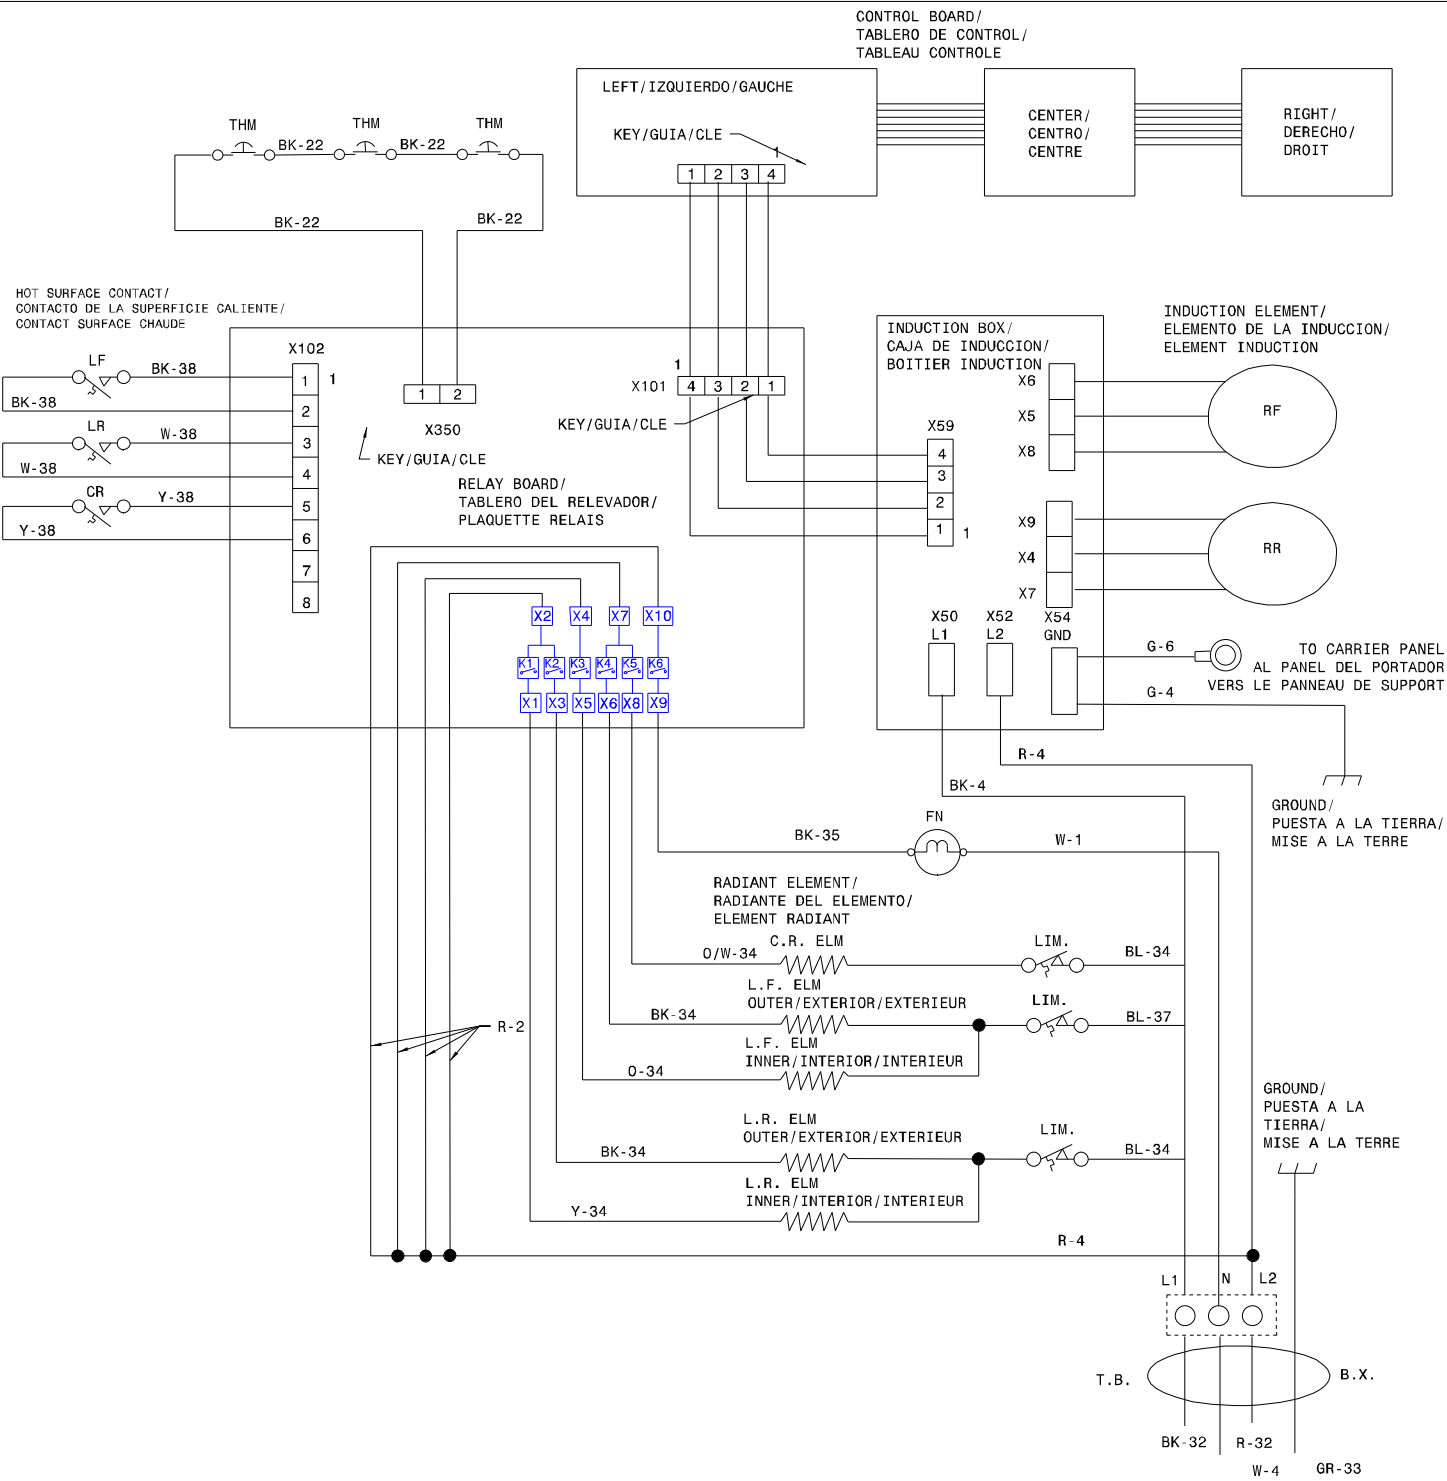 CONTROL BOARD/
TABLERO DE CONTROL/
TABLEAU CONTROLE
LEFT/IZQUIERDO/GAUCHE
KEY/GUIA/CLE
1
1 2 3 4
CENTER/
CENTRO/
CENTRE
RIGHT/
DERECHO/
DROIT
THM
THM
THM
BK-22
BK-22
BK-22
BK-22
HOT SURFACE CONTACT/
CONTACTO DE LA SUPERFICIE CALIENTE/
CONTACT SURFACE CHAUDE
LF
BK-38
BK-38
LR
W-38
W-38
CR
Y-38
Y-38
X102
1
1
2
3
4
5
6
7
8
1 2
X350
KEY/GUIA/CLE
RELAY BOARD/
TABLERO DEL RELEVADOR/
PLAQUETTE RELAIS
1
X101
4 3 2 1
KEY/GUIA/CLE
INDUCTION BOX/
CAJA DE INDUCCION/
BOITIER INDUCTION
X6
X5
X8
X59
4
3
2
1
1
X9
X4
X7
X50
L1
X52
L2
X54
GND
INDUCTION ELEMENT/
ELEMENTO DE LA INDUCCION/
ELEMENT INDUCTION
RF
RR
G-6
TO CARRIER PANEL
AL PANEL DEL PORTADOR
VERS LE PANNEAU DE SUPPORT
G-4
GROUND/
PUESTA A LA TIERRA/
MISE A LA TERRE
X2 X4 X7 X10
K1 K2 K3 K4 K5 K6
X1 X3 X5 X6 X8 X9
R-4
BK-4
FN
BK-35
W-1
RADIANT ELEMENT/
RADIANTE DEL ELEMENTO/
ELEMENT RADIANT
C.R. ELM
O/W-34
LIM.
BL-34
L.F. ELM
OUTER/EXTERIOR/EXTERIEUR
BK-34
LIM.
BL-37
L.F. ELM
INNER/INTERIOR/INTERIEUR
O-34
R-2
L.R. ELM
OUTER/EXTERIOR/EXTERIEUR
BK-34
LIM.
BL-34
L.R. ELM
INNER/INTERIOR/INTERIEUR
Y-34
GROUND/
PUESTA A LA
TIERRA/
MISE A LA TERRE
R-4
L1 N L2
T.B.
B.X.
BK-32
R-32
W-4
GR-33